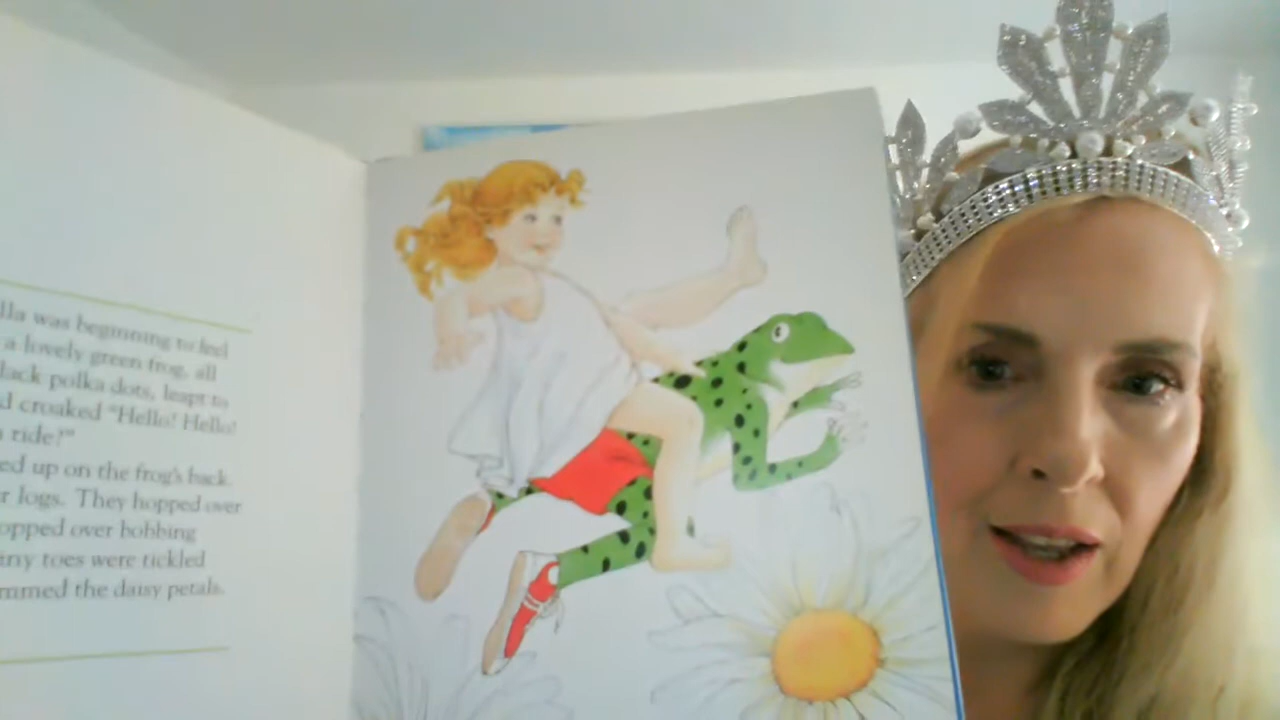 lla was beginning to feel
a lovely green frog, all
lack polka dots, leapt to
d croaked "Hello! Hello!
ride?"
ed up on the frog's back.
r logs. They hopped over
opped over bobbing
iny toes were tickled
mmed the daisy petals.